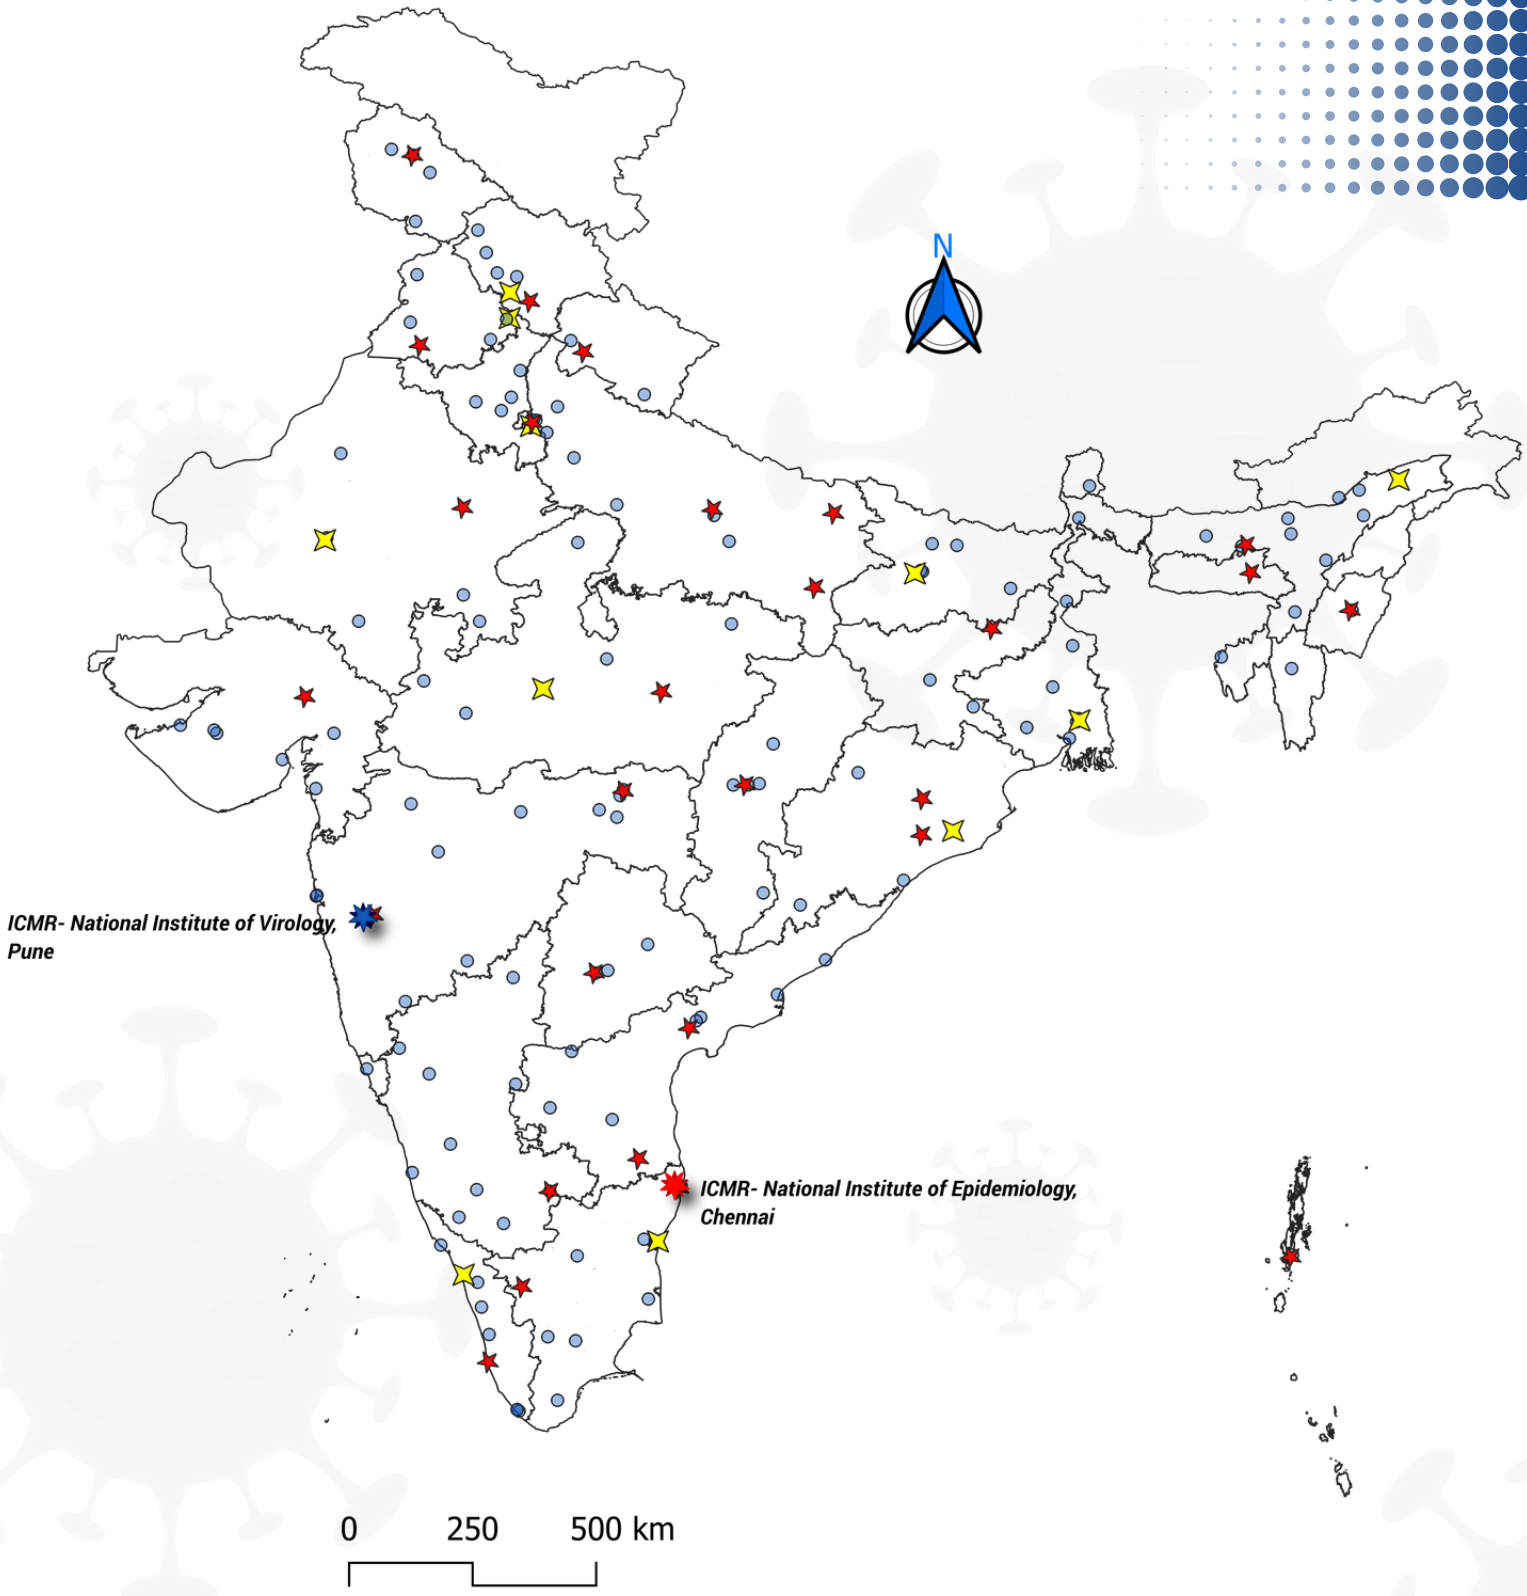 N
ICMR- National Institute of Virology,
Pune
ICMR- National Institute of Epidemiology,
Chennai
0 250 500 km